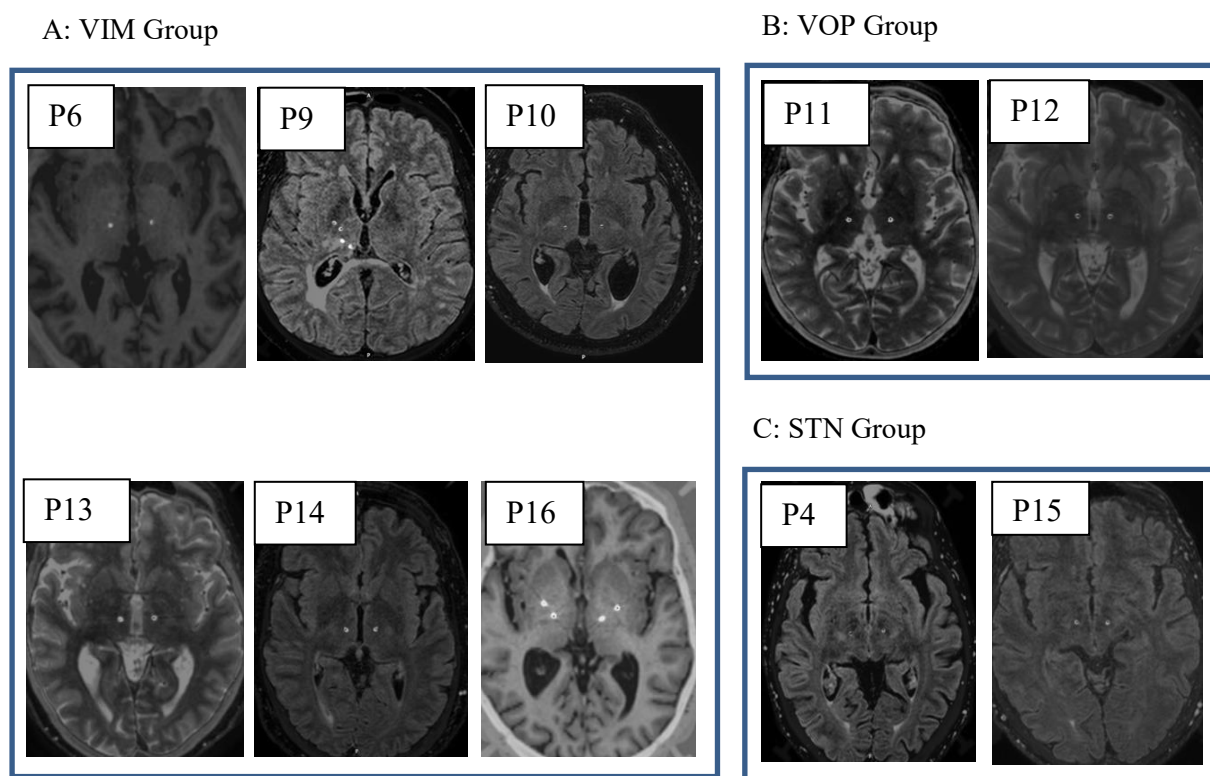 A: VIM Group
P6
P9
P10
P13
P14
P16
B: VOP Group
P11
P12
C: STN Group
P4
P15